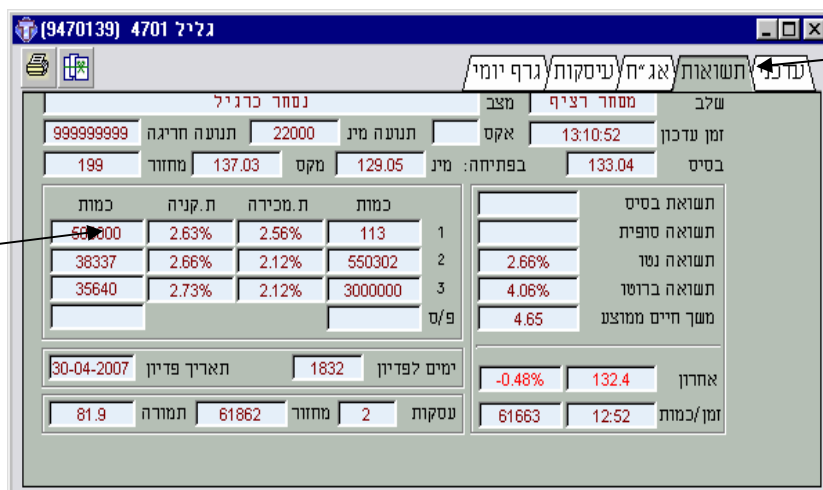 גליל 4701 (9470139)
עדכני תשואות אג״ח עיסקות גרף יומי
שלב מסחר רציף מצב נסחר כרגיל
זמן עדכון 13:10:52 אקס תנועה מינ 22000 תנועה חריגה 999999999
בסיס 133.04 בפתיחה: מינ 129.05 מקס 137.03 מחזור 199
תשואת בסיס
תשואה סופית
תשואה נטו 2.66%
תשואה ברוטו 4.06%
משך חיים ממוצע 4.65
כמות ת.מכירה ת.קניה כמות
1 113 2.56% 2.63%
2 550302 2.12% 2.66% 38337
3 3000000 2.12% 2.73% 35640
פ/ס
אחרון 132.4 -0.48%
זמן/כמות 12:52 61663
ימים לפדיון 1832 תאריך פדיון 30-04-2007
עסקות 2 מחזור 61862 תמורה 81.9